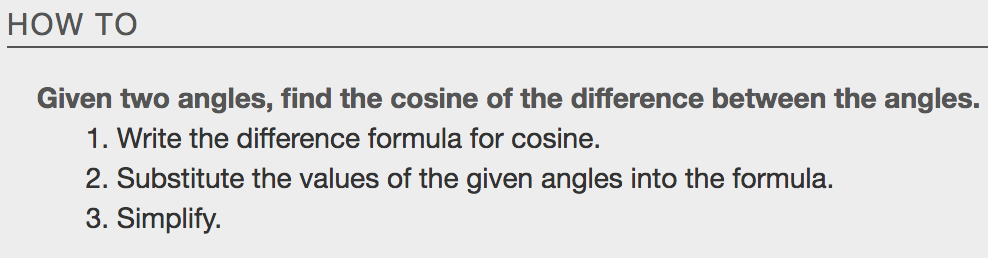 HOW TO
Given two angles, find the cosine of the difference between the angles.
1. Write the difference formula for cosine.
2. Substitute the values of the given angles into the formula.
3. Simplify.